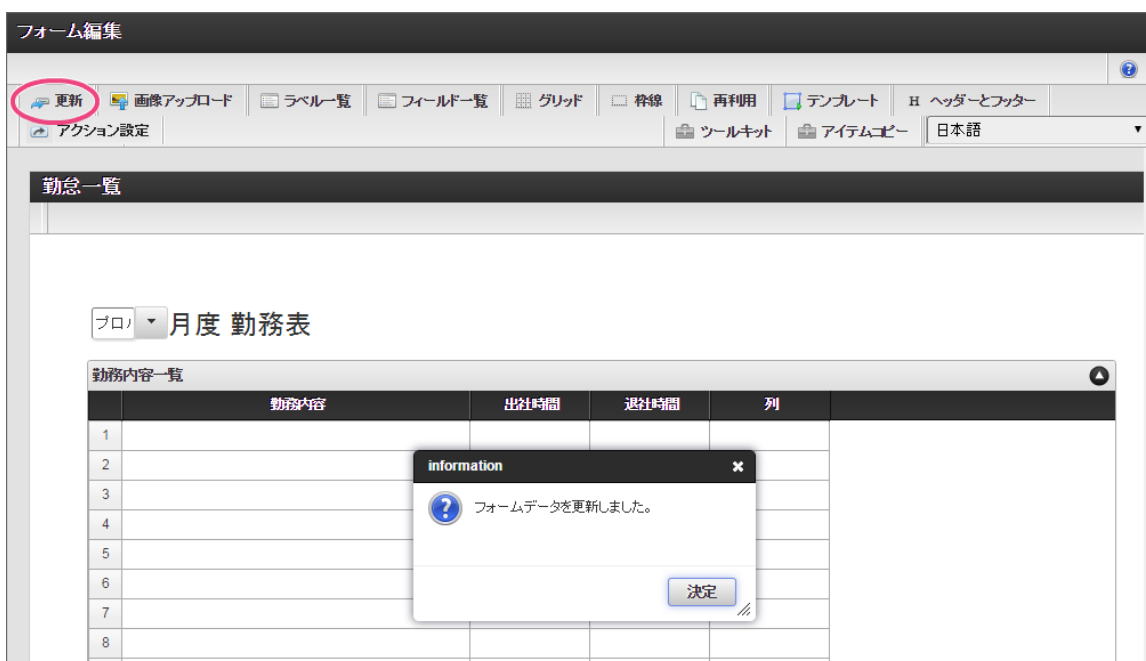 フォーム編集
更新 画像アップロード ラベル一覧 フィールド一覧 グリッド 枠線 再利用 テンプレート H ヘッダーとフッター
アクション設定 ツールキット アイテムコピー 日本語
勤怠一覧
月度 勤務表
勤務内容一覧
勤務内容 出社時間 退社時間 列
1
2
3
4
5
6
7
8
information
フォームデータを更新しました。
決定